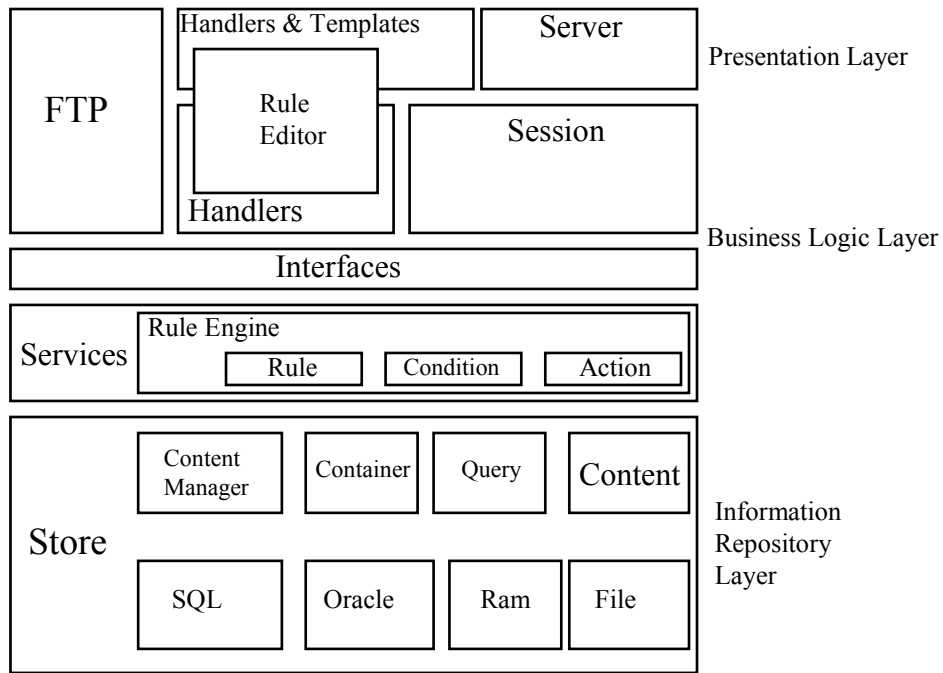 Handlers & Templates
Server
Presentation Layer
FTP
Rule
Editor
Session
Handlers
Business Logic Layer
Interfaces
Services
Rule Engine
Rule
Condition
Action
Content
Manager
Container
Query
Content
Store
Information
Repository
Layer
SQL
Oracle
Ram
File